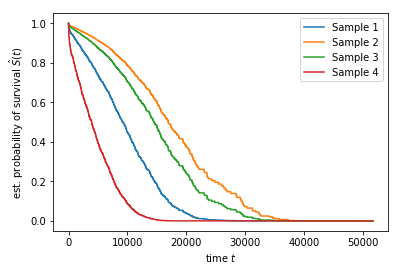 Sample 1
Sample 2
Sample 3
Sample 4
est. probability of survival Ŝ(t)
1.0
0.8
0.6
0.4
0.2
0.0
0 10000 20000 30000 40000 50000
time t